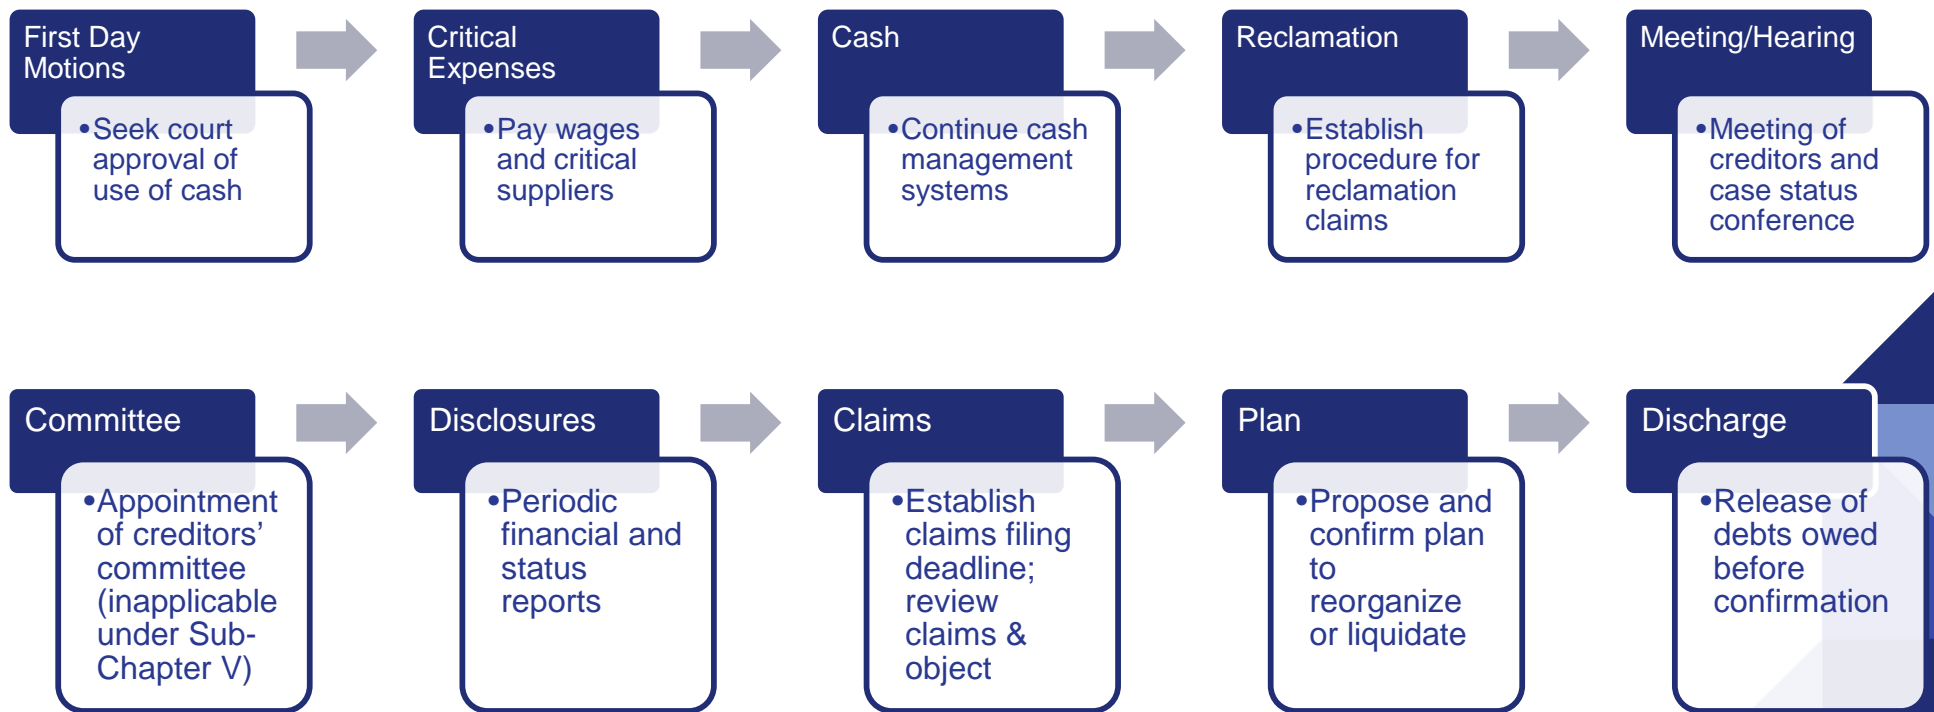 First Day
Motions
•Seek court
approval of
use of cash
Critical
Expenses
•Pay wages
and critical
suppliers
Cash
•Continue cash
management
systems
Reclamation
•Establish
procedure for
reclamation
claims
Meeting/Hearing
•Meeting of
creditors and
case status
conference
Committee
•Appointment
of creditors’
committee
(inapplicable
under Sub-
Chapter V)
Disclosures
•Periodic
financial and
status
reports
Claims
•Establish
claims filing
deadline;
review
claims &
object
Plan
•Propose and
confirm plan
to
reorganize
or liquidate
Discharge
•Release of
debts owed
before
confirmation